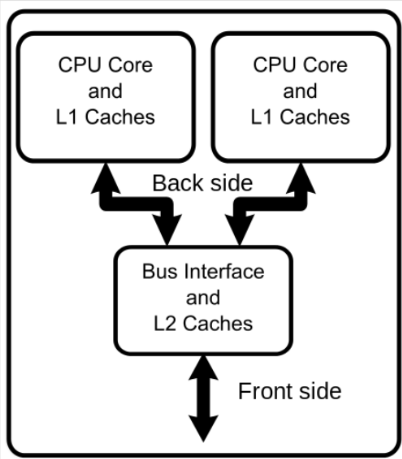 CPU Core
and
L1 Caches
CPU Core
and
L1 Caches
Back side
Bus Interface
and
L2 Caches
Front side